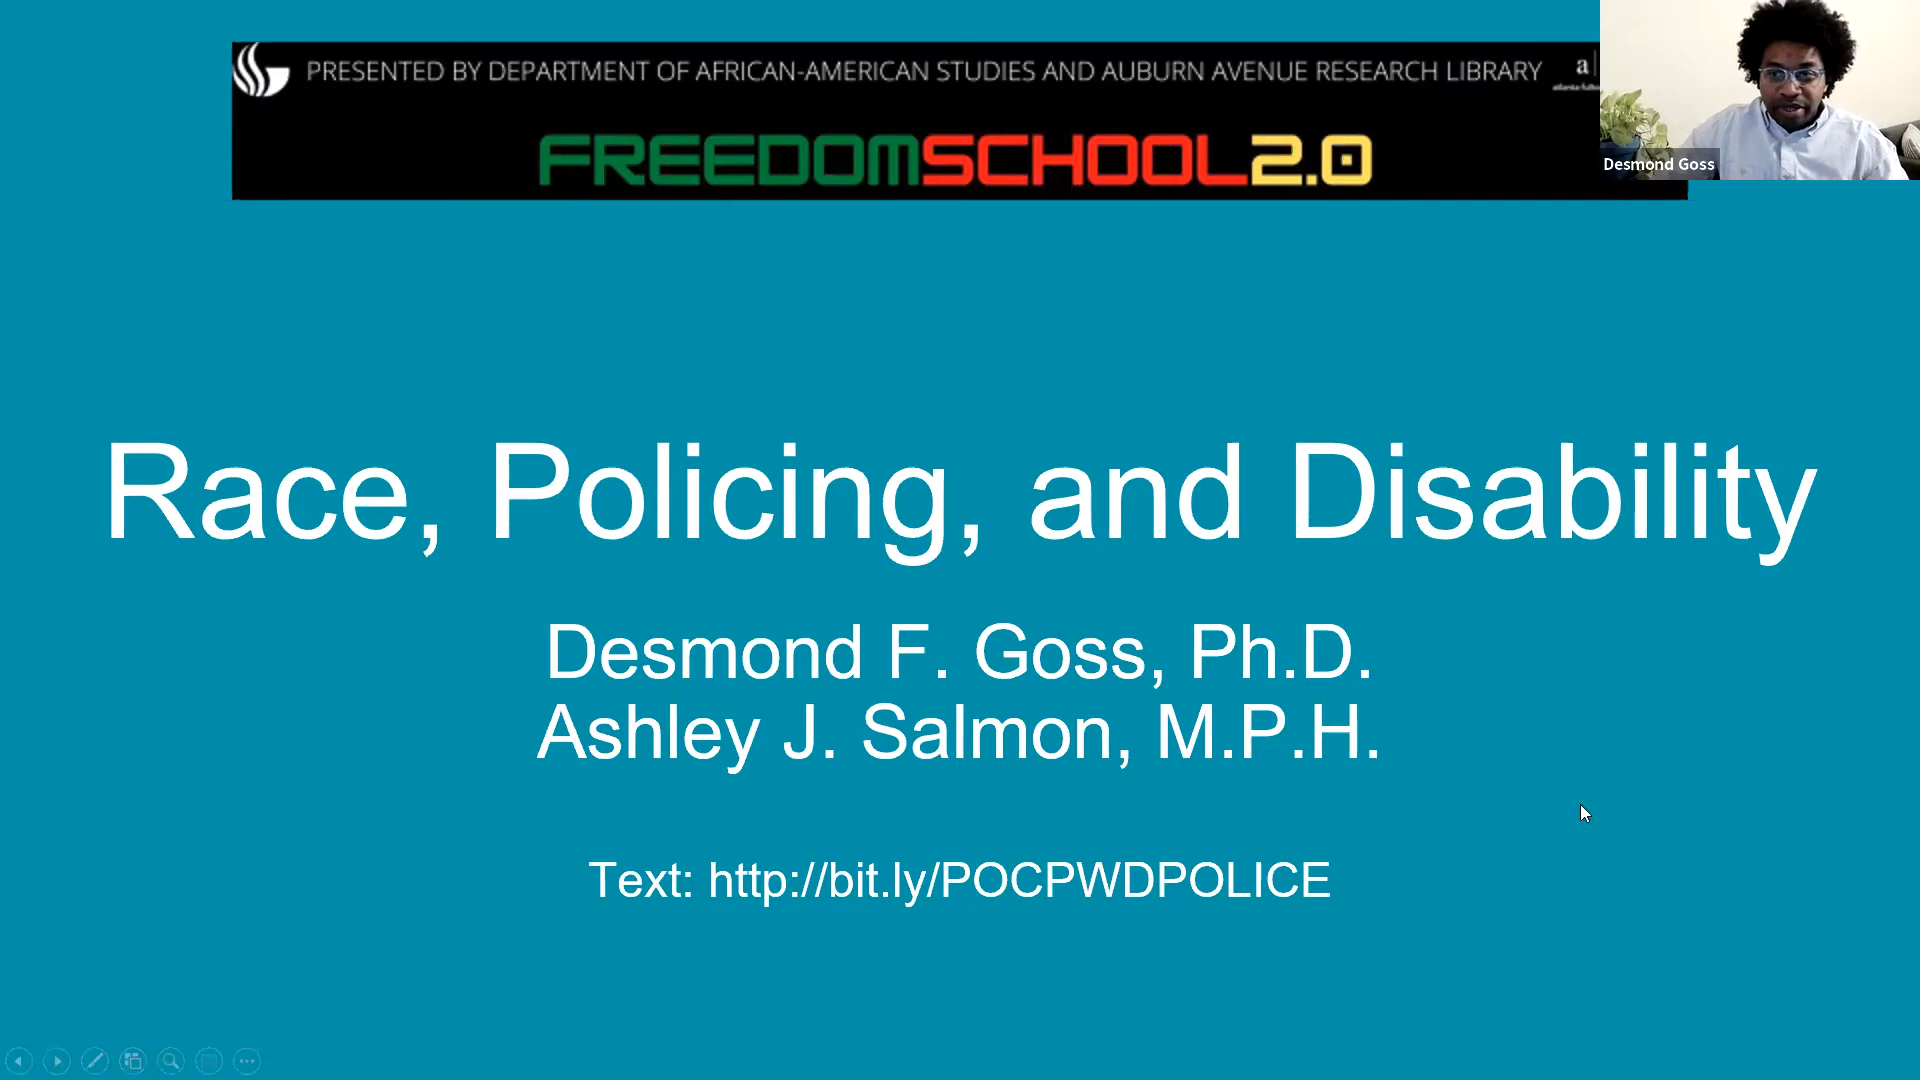 PRESENTED BY DEPARTMENT OF AFRICAN-AMERICAN STUDIES AND AUBURN AVENUE RESEARCH LIBRARY
a
FREEDOMSCHOOL2.0
Desmond Goss
Race, Policing, and Disability
Desmond F. Goss, Ph.D.
Ashley J. Salmon, M.P.H.
Text: http://bit.ly/POCPWDPOLICE